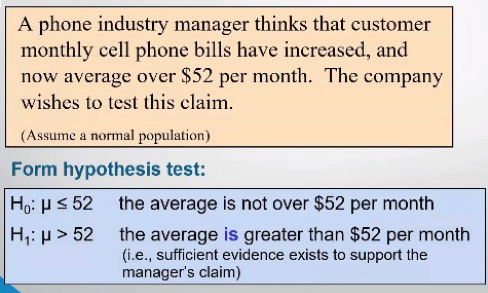 A phone industry manager thinks that customer
monthly cell phone bills have increased, and
now average over $52 per month.  The company
wishes to test this claim.
(Assume a normal population)
Form hypothesis test:
H₀: μ ≤ 52 the average is not over $52 per month
H₁: μ > 52 the average is greater than $52 per month
(i.e., sufficient evidence exists to support the
manager's claim)